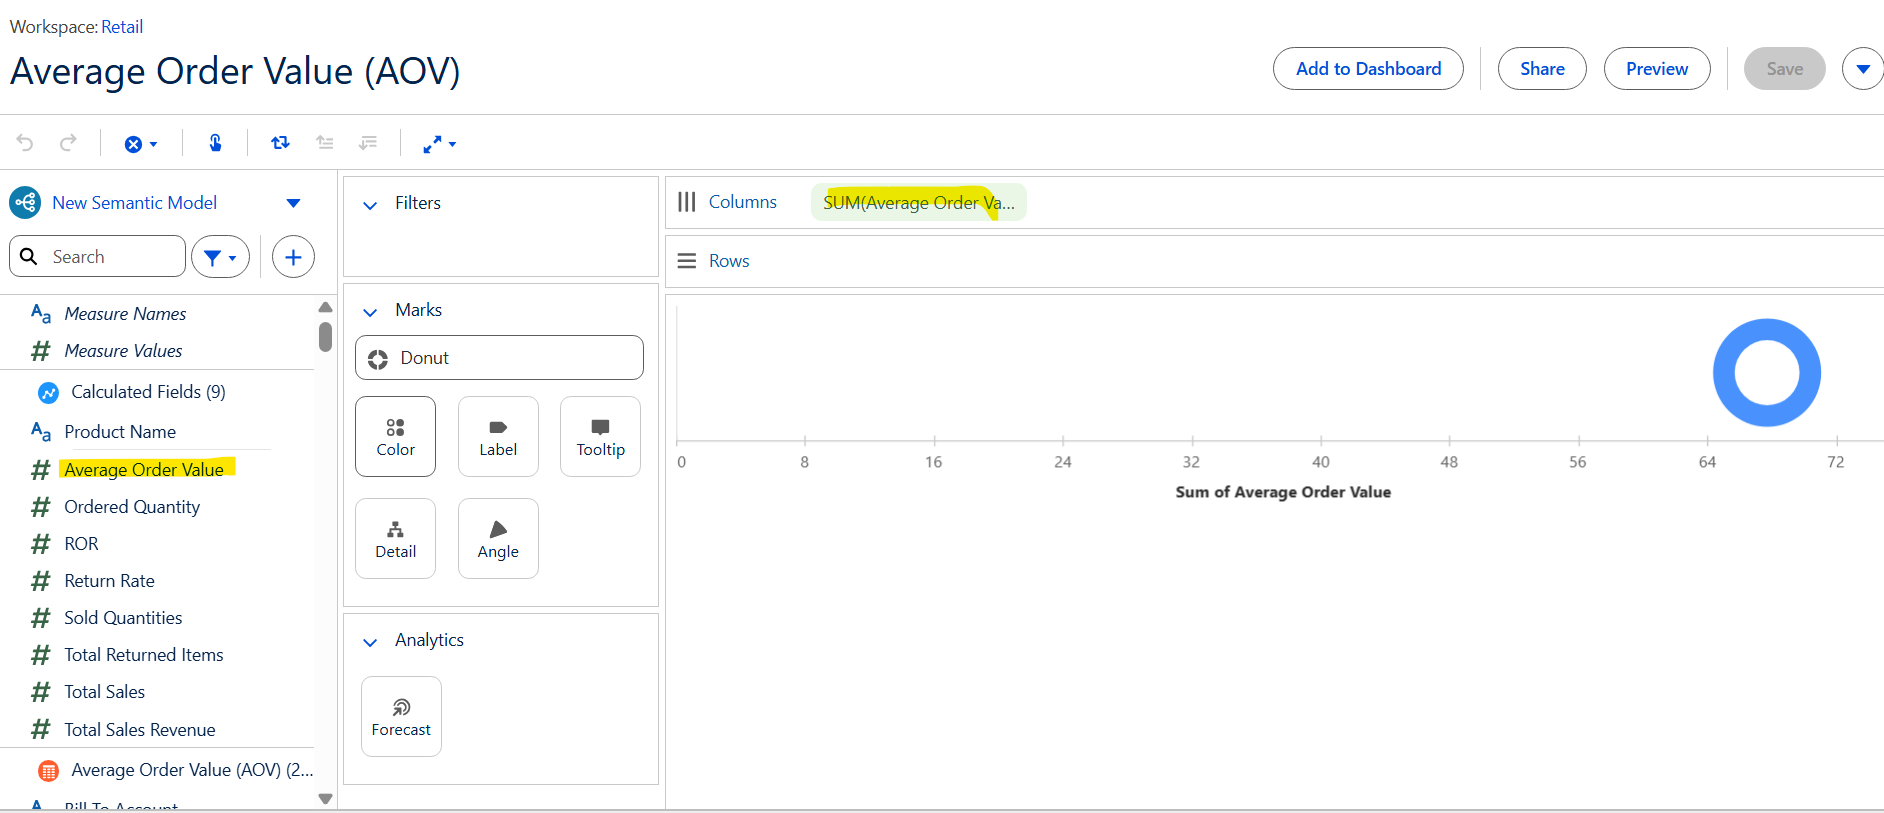 Workspace: Retail
Average Order Value (AOV)
Add to Dashboard
Share
Preview
Save
New Semantic Model
Search
Measure Names
Measure Values
Calculated Fields (9)
Product Name
Average Order Value
Ordered Quantity
ROR
Return Rate
Sold Quantities
Total Returned Items
Total Sales
Total Sales Revenue
Average Order Value (AOV) (2...
Bill To Account
Filters
Marks
Donut
Color
Label
Tooltip
Detail
Angle
Analytics
Forecast
Columns
SUM(Average Order Va...
Rows
0 8 16 24 32 40 48 56 64 72
Sum of Average Order Value